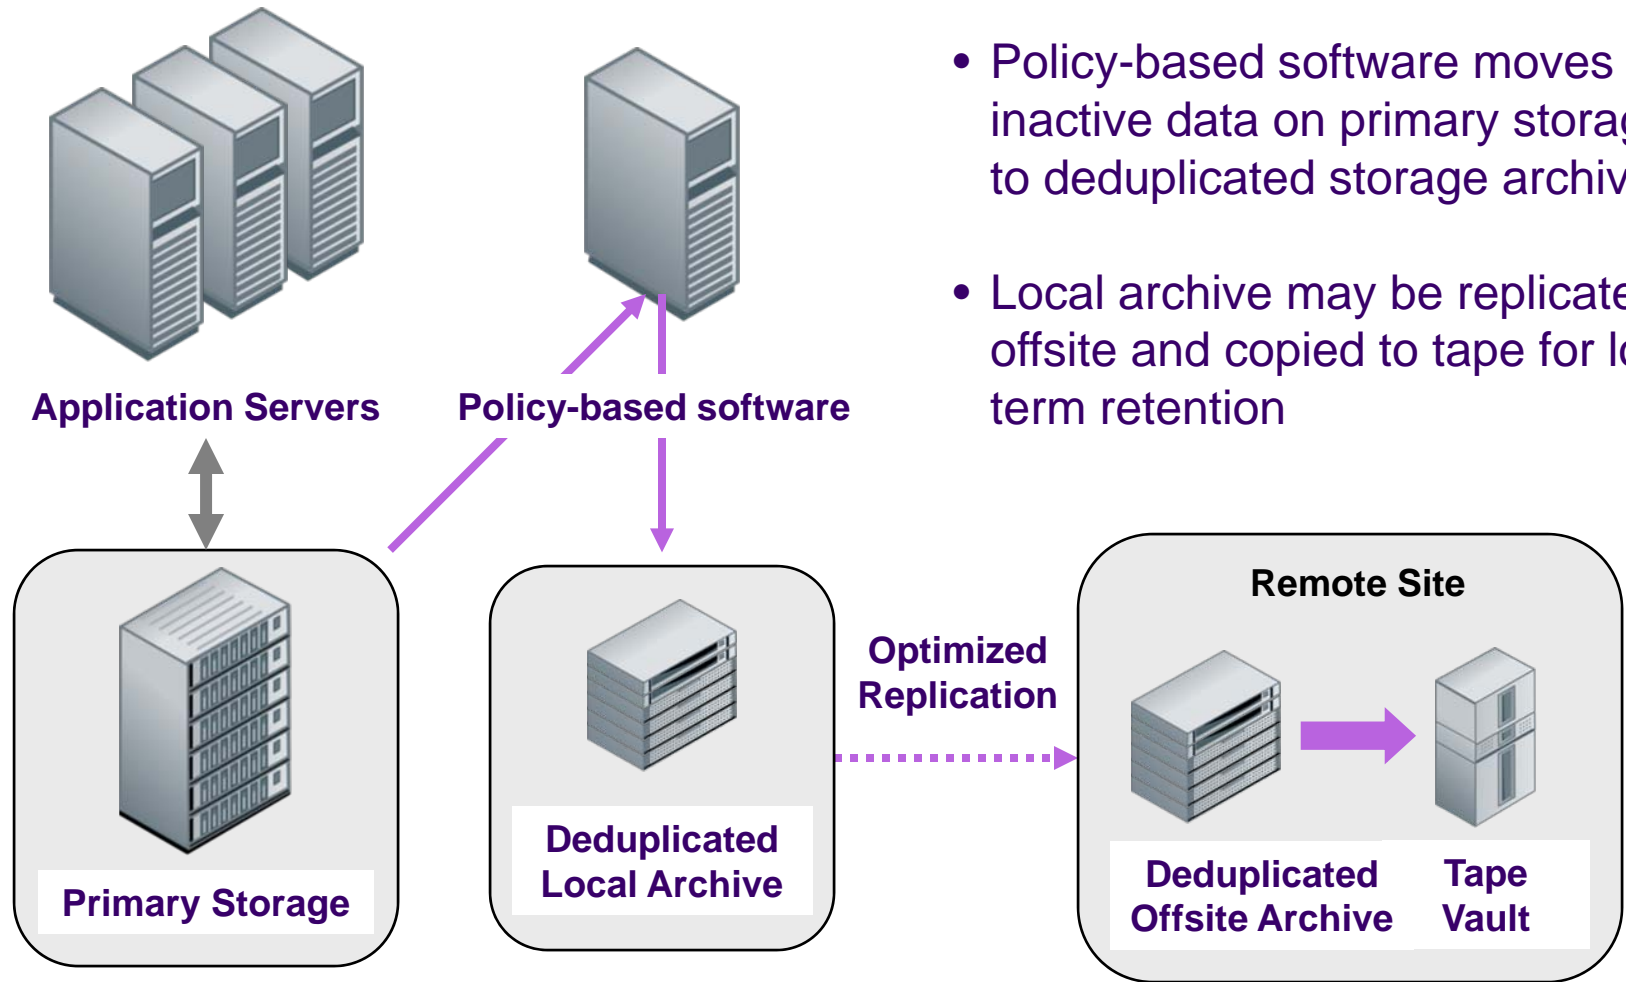 • Policy-based software moves
inactive data on primary storag
to deduplicated storage archiv
• Local archive may be replicate
offsite and copied to tape for lo
term retention
Application Servers
Policy-based software
Remote Site
Optimized
Replication
Primary Storage
Deduplicated
Local Archive
Deduplicated
Offsite Archive
Tape
Vault